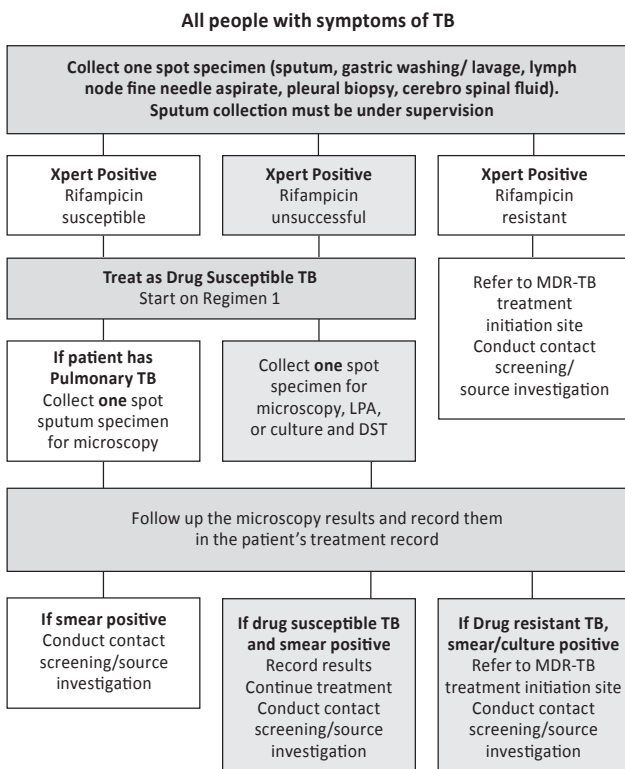 All people with symptoms of TB
Collect one spot specimen (sputum, gastric washing/ lavage, lymph
node fine needle aspirate, pleural biopsy, cerebro spinal fluid).
Sputum collection must be under supervision
Xpert Positive
Rifampicin
susceptible
Xpert Positive
Rifampicin
unsuccessful
Xpert Positive
Rifampicin
resistant
Treat as Drug Susceptible TB
Start on Regimen 1
Refer to MDR-TB
treatment
initiation site
Conduct contact
screening/
source investigation
If patient has
Pulmonary TB
Collect one spot
sputum specimen
for microscopy
Collect one spot
specimen for
microscopy, LPA,
or culture and DST
Follow up the microscopy results and record them
in the patient’s treatment record
If smear positive
Conduct contact
screening/source
investigation
If drug susceptible TB
and smear positive
Record results
Continue treatment
Conduct contact
screening/source
investigation
If Drug resistant TB,
smear/culture positive
Refer to MDR-TB
treatment initiation site
Conduct contact
screening/source
investigation